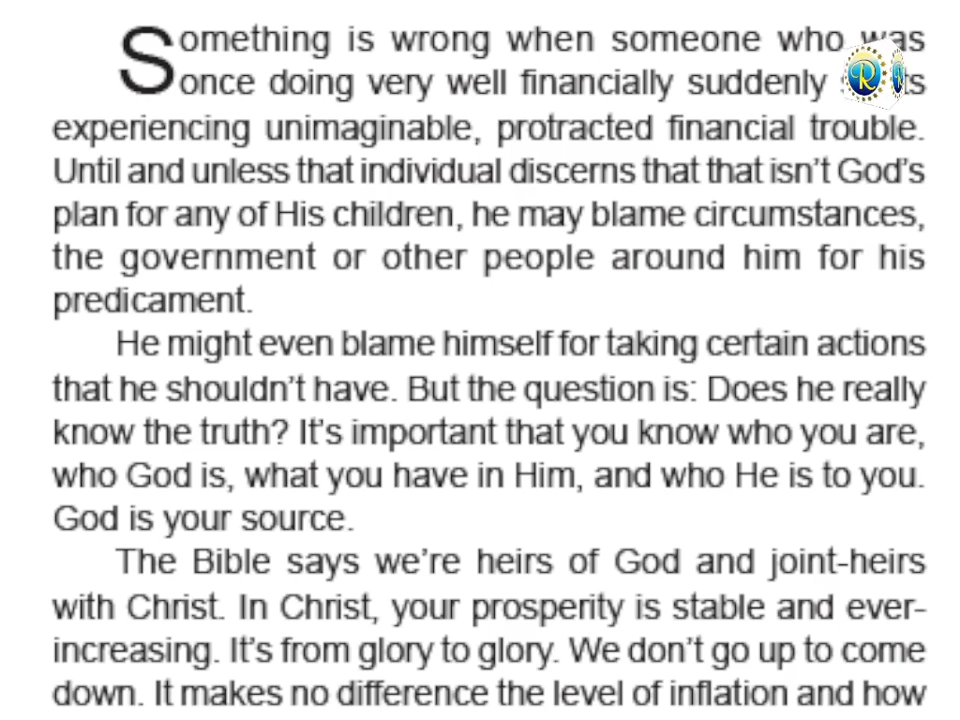 Something is wrong when someone who was
once doing very well financially suddenly
experiencing unimaginable, protracted financial trouble.
Until and unless that individual discerns that that isn’t God’s
plan for any of His children, he may blame circumstances,
the government or other people around him for his
predicament.
He might even blame himself for taking certain actions
that he shouldn’t have. But the question is: Does he really
know the truth? It’s important that you know who you are,
who God is, what you have in Him, and who He is to you.
God is your source.
The Bible says we’re heirs of God and joint-heirs
with Christ. In Christ, your prosperity is stable and ever-
increasing. It’s from glory to glory. We don’t go up to come
down. It makes no difference the level of inflation and how
R